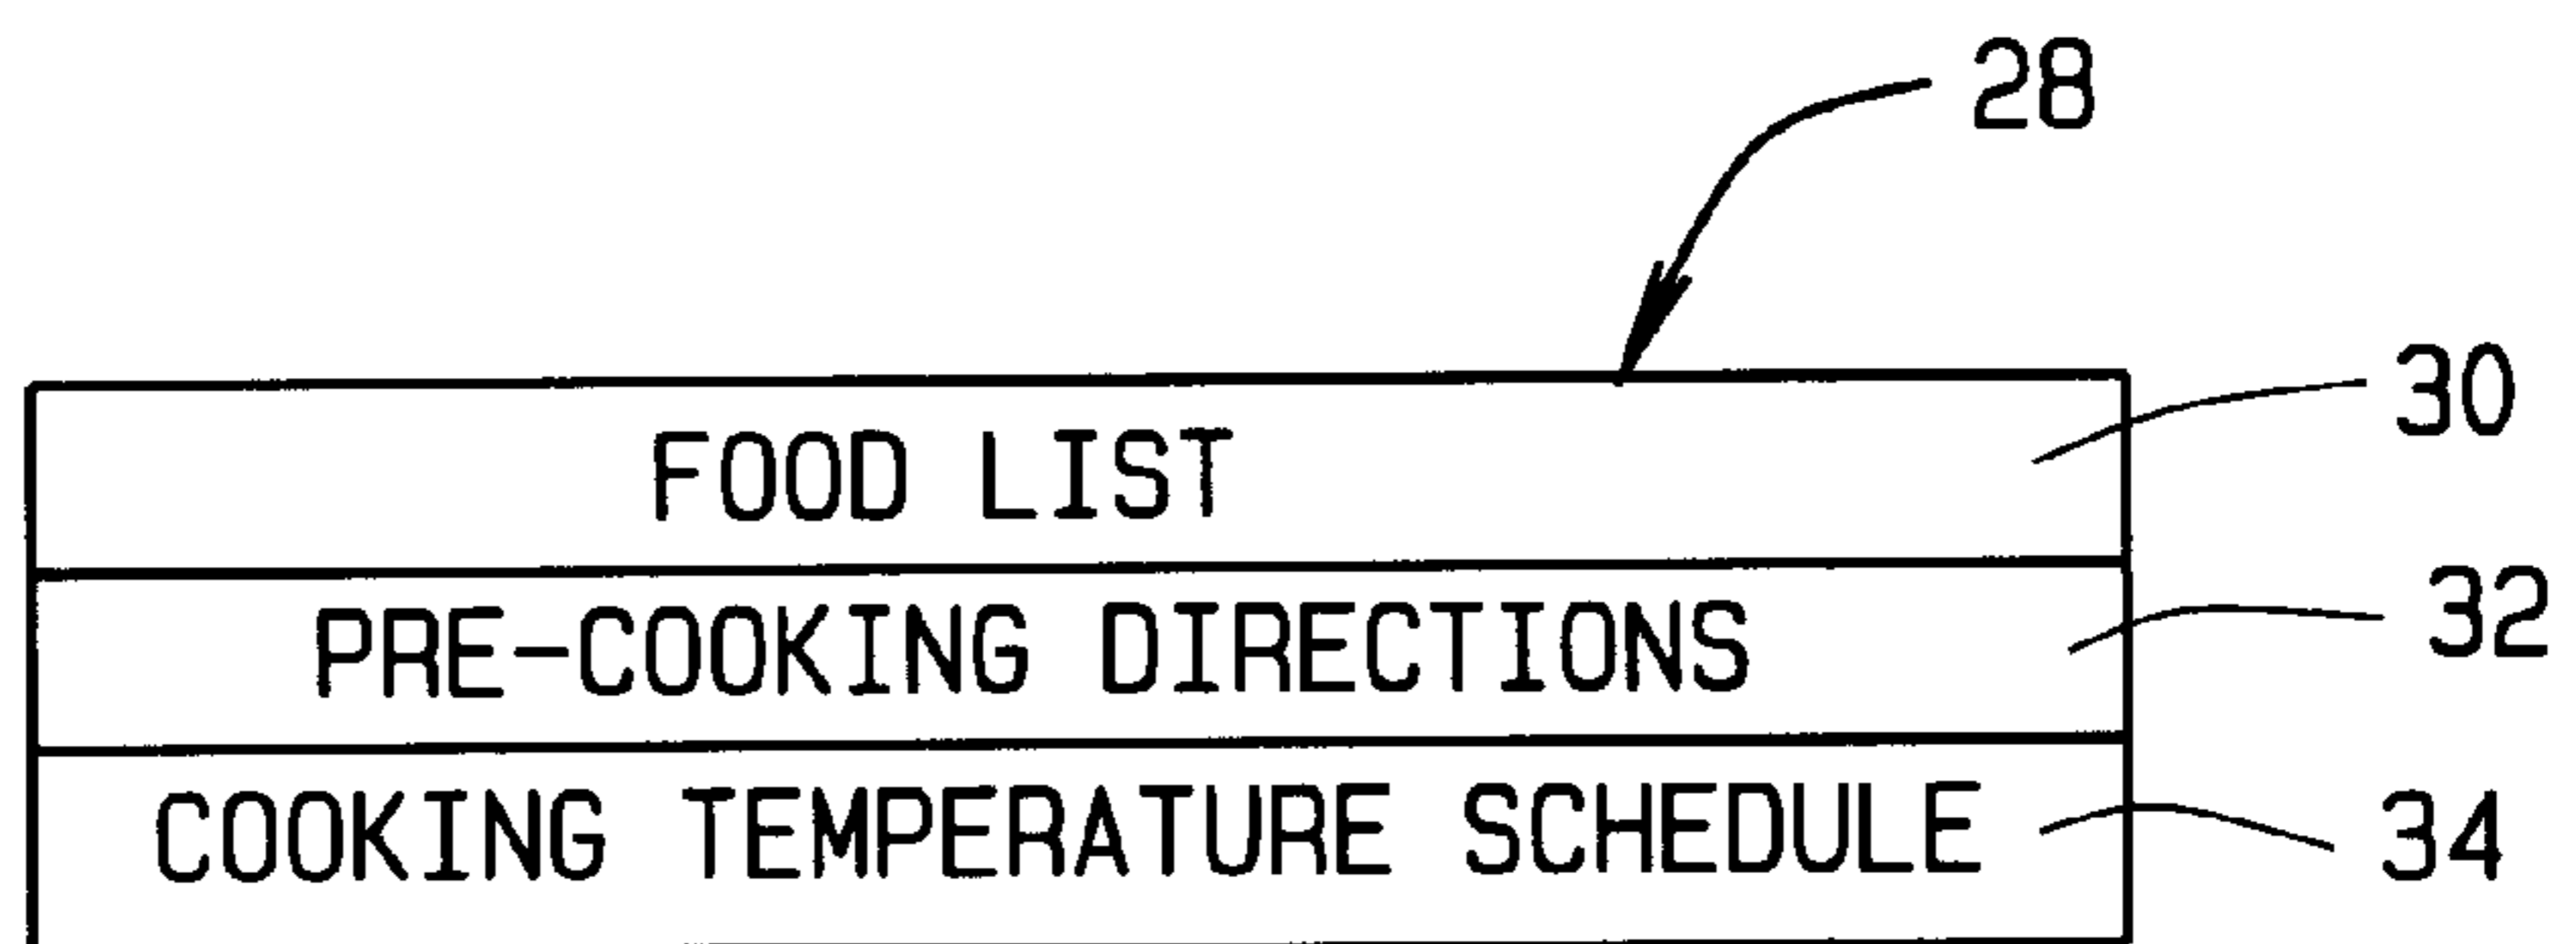 28
FOOD LIST 30
PRE-COOKING DIRECTIONS 32
COOKING TEMPERATURE SCHEDULE 34